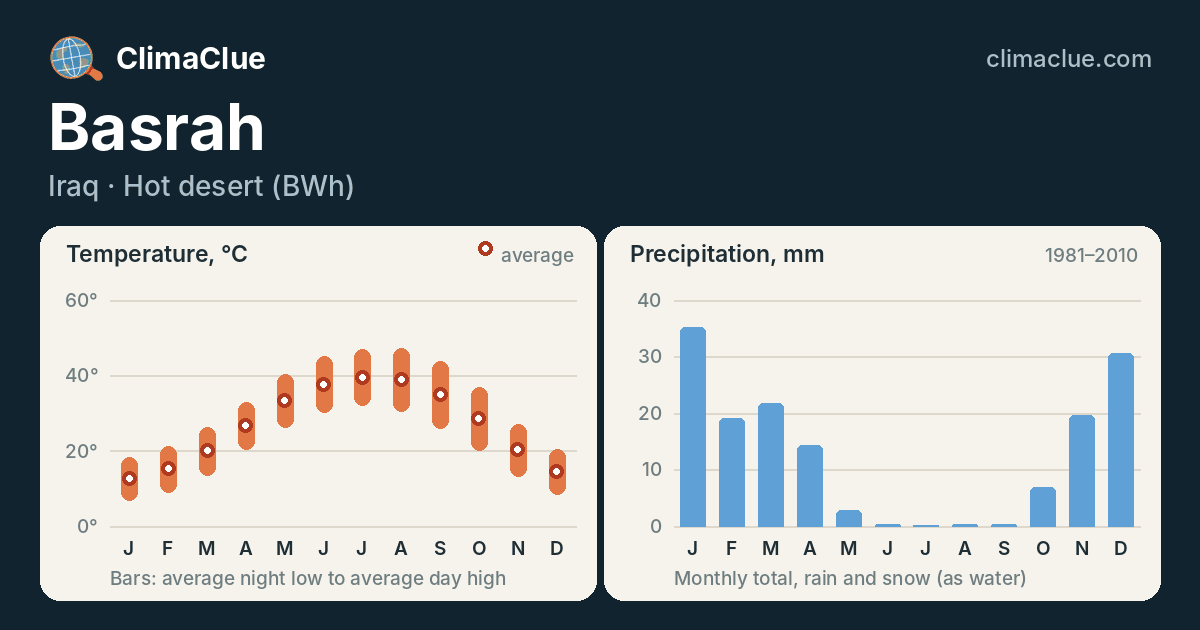 ClimaClue
climaclue.com
Basrah
Iraq · Hot desert (BWh)
Temperature, °C
average
60°
40°
20°
0°
J F M A M J J A S O N D
Bars: average night low to average day high
Precipitation, mm
1981–2010
40
30
20
10
0
J F M A M J J A S O N D
Monthly total, rain and snow (as water)